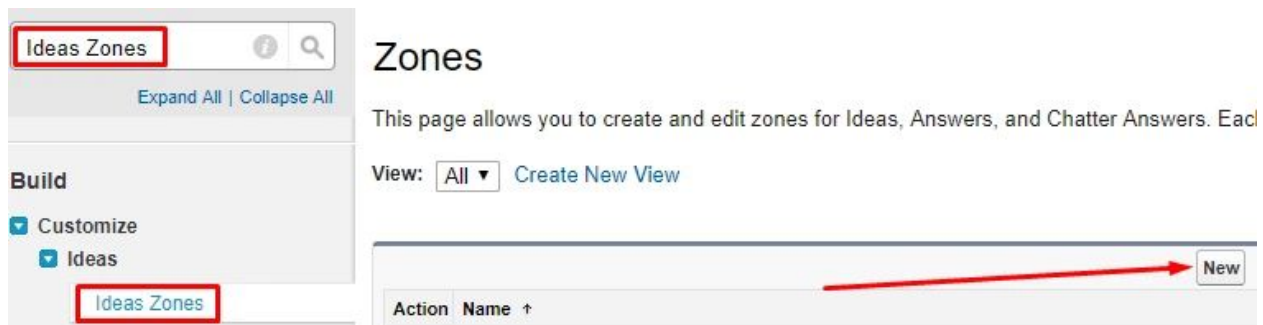 Ideas Zones
Expand All | Collapse All
Build
Customize
Ideas
Ideas Zones
Zones
This page allows you to create and edit zones for Ideas, Answers, and Chatter Answers. Eac
View: All ▼ Create New View
New
Action Name ↑